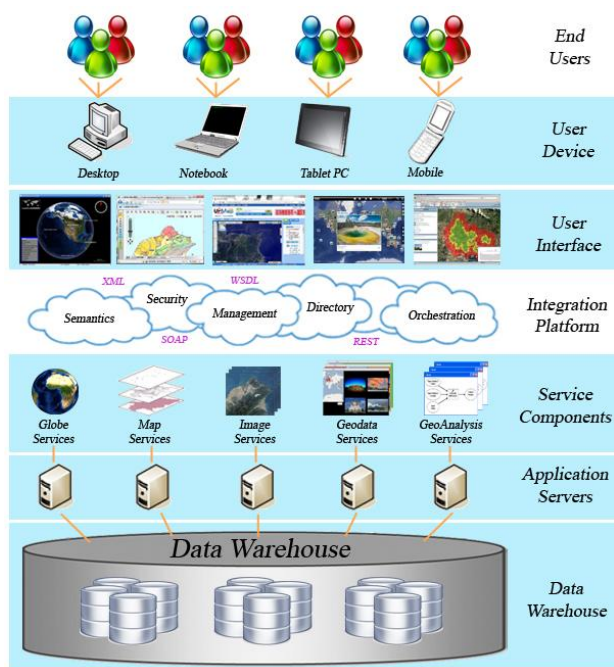 End
Users
Desktop
Notebook
Tablet PC
Mobile
User
Device
User
Interface
XML
WSDL
Semantics
Security
Management
Directory
Orchestration
SOAP
REST
Integration
Platform
Globe
Services
Map
Services
Image
Services
Geodata
Services
GeoAnalysis
Services
Service
Components
Application
Servers
Data Warehouse
Data
Warehouse